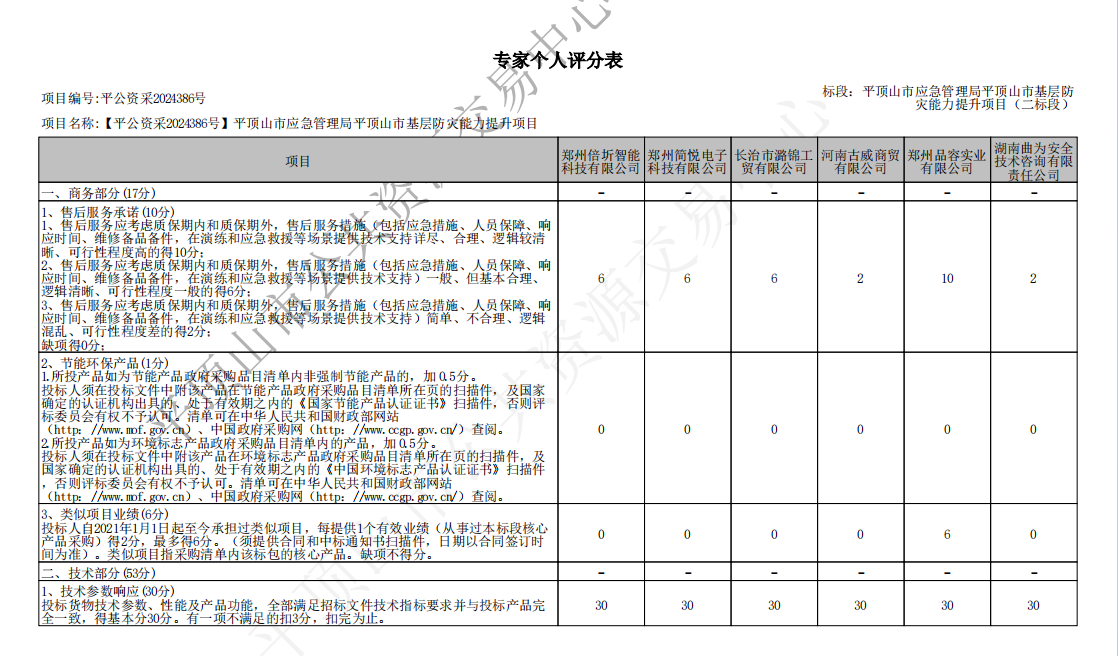 专家个人评分表
项目编号:平公资采2024386号
标段：平顶山市应急管理局平顶山市基层防
灾能力提升项目（二标段）
项目名称:【平公资采2024386号】平顶山市应急管理局平顶山市基层防灾能力提升项目
项目
郑州倍圻智能
科技有限公司
郑州简悦电子
科技有限公司
长治市潞锦工
贸有限公司
河南古威商贸
有限公司
郑州品容实业
有限公司
湖南曲为安全
技术咨询有限
责任公司
一、商务部分(17分) - - - - - -
1、售后服务承诺(10分)
1、售后服务应考虑质保期内和质保期外，售后服务措施（包括应急措施、人员保障、响
应时间、维修备品备件，在演练和应急救援等场景提供技术支持详尽、合理、逻辑较清
晰、可行性程度高的得10分；
2、售后服务应考虑质保期内和质保期外，售后服务措施（包括应急措施、人员保障、响
应时间、维修备品备件，在演练和应急救援等场景提供技术支持）一般、但基本合理、
逻辑清晰、可行性程度一般的得6分；
3、售后服务应考虑质保期内和质保期外，售后服务措施（包括应急措施、人员保障、响
应时间、维修备品备件，在演练和应急救援等场景提供技术支持）简单、不合理、逻辑
混乱、可行性程度差的得2分；
缺项得0分；
6 6 6 2 10 2
2、节能环保产品(1分)
1.所投产品如为节能产品政府采购品目清单内非强制节能产品的，加0.5分。
投标人须在投标文件中附该产品在节能产品政府采购品目清单所在页的扫描件，及国家
确定的认证机构出具的、处于有效期之内的《国家节能产品认证证书》扫描件，否则评
标委员会有权不予认可。清单可在中华人民共和国财政部网站
（http：//www.mof.gov.cn）、中国政府采购网（http：//www.ccgp.gov.cn/）查阅。
2.所投产品如为环境标志产品政府采购品目清单内的产品，加0.5分。
投标人须在投标文件中附该产品在环境标志产品政府采购品目清单所在页的扫描件，及
国家确定的认证机构出具的、处于有效期之内的《中国环境标志产品认证证书》扫描件
，否则评标委员会有权不予认可。清单可在中华人民共和国财政部网站
（http：//www.mof.gov.cn）、中国政府采购网（http：//www.ccgp.gov.cn/）查阅。
0 0 0 0 0 0
3、类似项目业绩(6分)
投标人自2021年1月1日起至今承担过类似项目，每提供1个有效业绩（从事过本标段核心
产品采购）得2分，最多得6分。（须提供合同和中标通知书扫描件，日期以合同签订时
间为准）。类似项目指采购清单内该标包的核心产品。缺项不得分。
0 0 0 0 6 0
二、技术部分(53分) - - - - - -
1、技术参数响应(30分)
投标货物技术参数、性能及产品功能，全部满足招标文件技术指标要求并与投标产品完
全一致，得基本分30分。有一项不满足的扣3分，扣完为止。
30 30 30 30 30 30
平顶山市公共资源交易中心
平顶山市公共资源交易中心